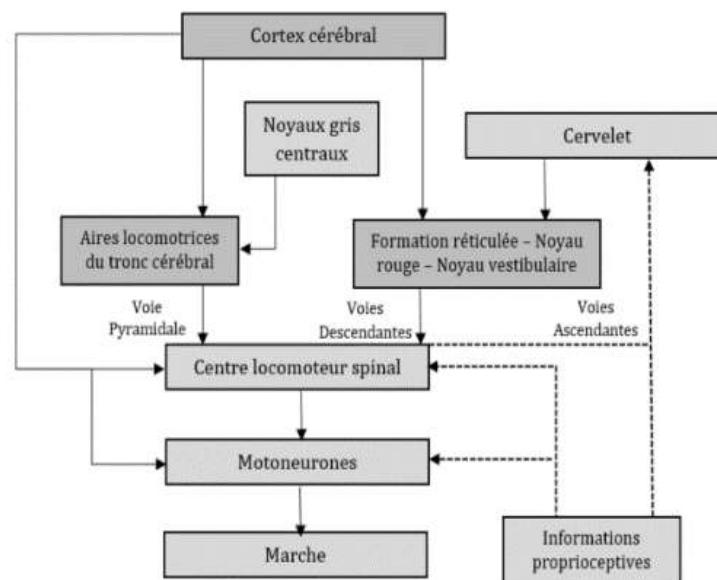 Cortex cérébral
Noyaux gris
centraux
Cervelet
Aires locomotrices
du tronc cérébral
Formation réticulée – Noyau
rouge – Noyau vestibulaire
Voie
Pyramidale
Voies
Descendantes
Voies
Ascendantes
Centre locomoteur spinal
Motoneurones
Marche
Informations
proprioceptives